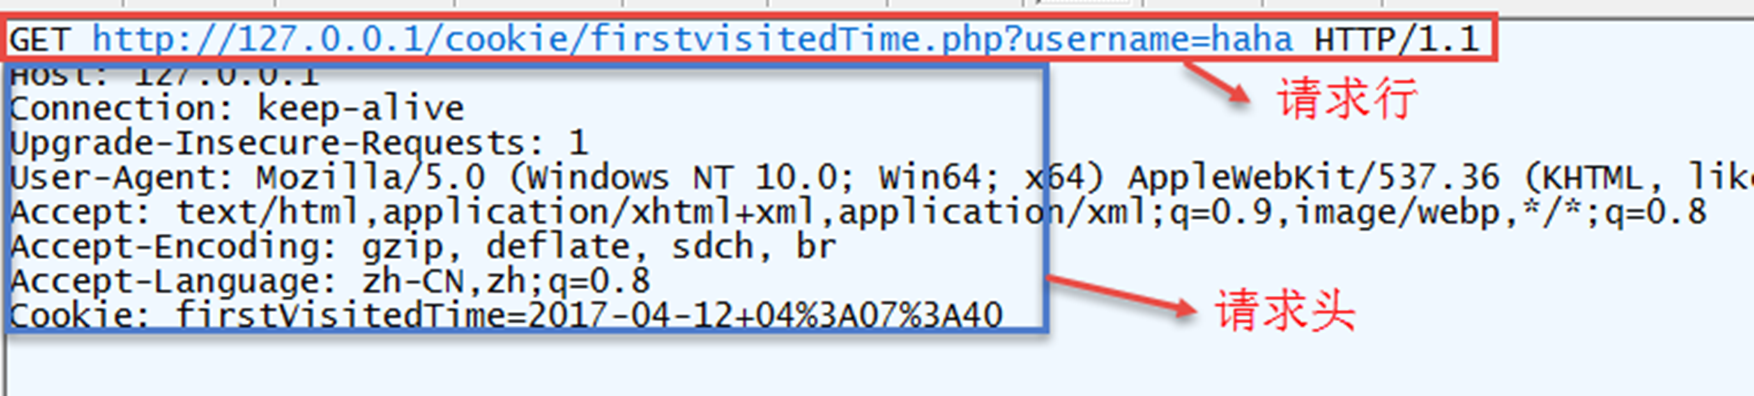 GET http://127.0.0.1/cookie/firstvisitedTime.php?username=haha HTTP/1.1
Host: 127.0.0.1
请求行
Connection: keep-alive
Upgrade-Insecure-Requests: 1
User-Agent: Mozilla/5.0 (Windows NT 10.0; Win64; x64) AppleWebKit/537.36 (KHTML,
Accept: text/html,application/xhtml+xml,application/xml;q=0.9,image/webp,*/*;q=0.8
Accept-Encoding: gzip, deflate, sdch, br
Accept-Language: zh-CN,zh;q=0.8
请求头
Cookie: firstVisitedTime=2017-04-12+04%3A07%3A40